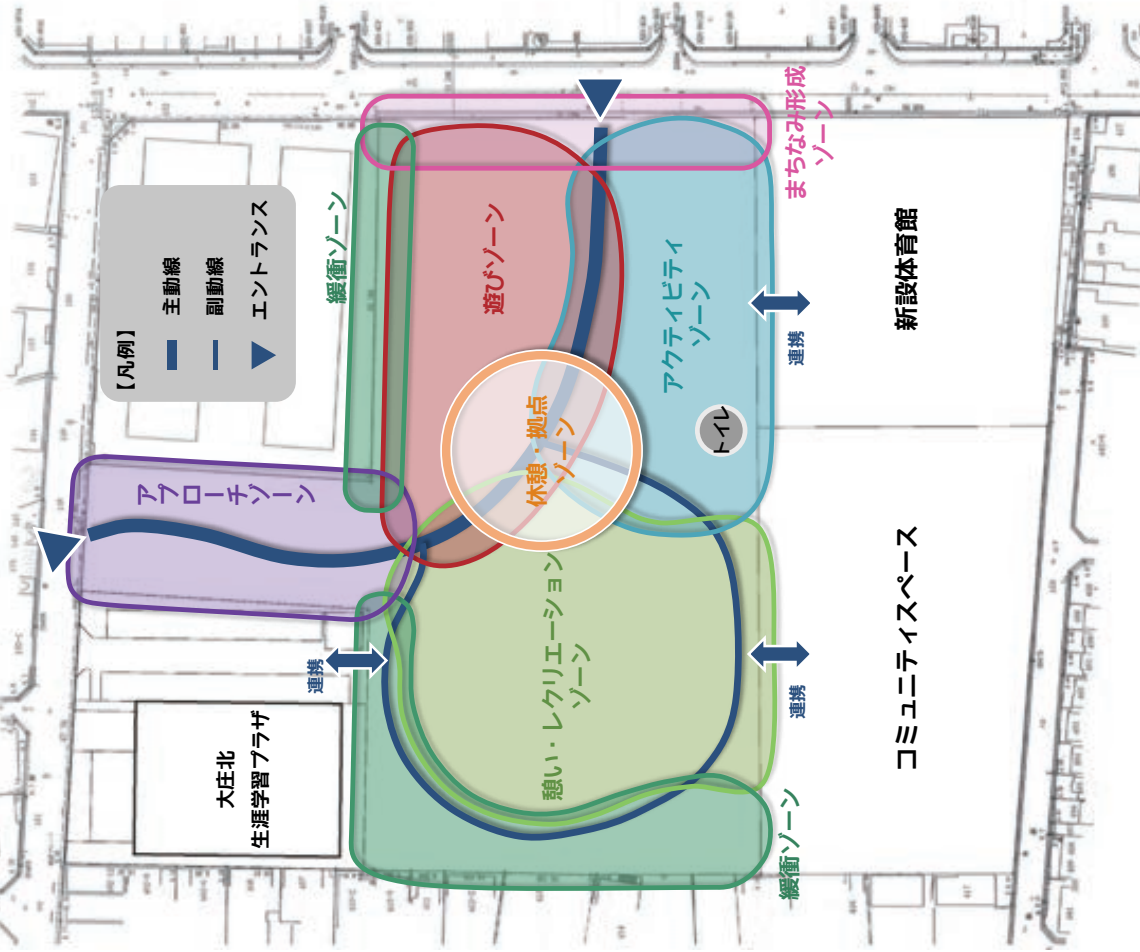 【凡例】
主動線
副動線
エントランス
アプローチゾーン
緩衝ゾーン
まちなみ形成
ゾーン
遊びゾーン
アクティビティ
ゾーン
休憩・拠点
ゾーン
トイレ
憩い・レクリエーション
ゾーン
緩衝ゾーン
連携
連携
連携
大庄北
生涯学習プラザ
新設体育館
コミュニティスペース